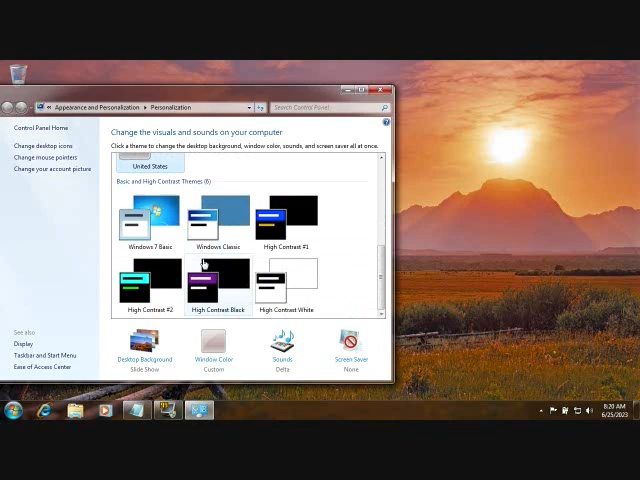 « Appearance and Personalization ▸ Personalization
Search Control Panel
Control Panel Home
Change desktop icons
Change mouse pointers
Change your account picture
Change the visuals and sounds on your computer
Click a theme to change the desktop background, window color, sounds, and screen saver all at once.
United States
Basic and High Contrast Themes (6)
Windows 7 Basic
Windows Classic
High Contrast #1
High Contrast #2
High Contrast Black
High Contrast White
See also
Display
Taskbar and Start Menu
Ease of Access Center
Desktop Background
Slide Show
Window Color
Custom
Sounds
Delta
Screen Saver
None
8:20 AM
6/25/2023